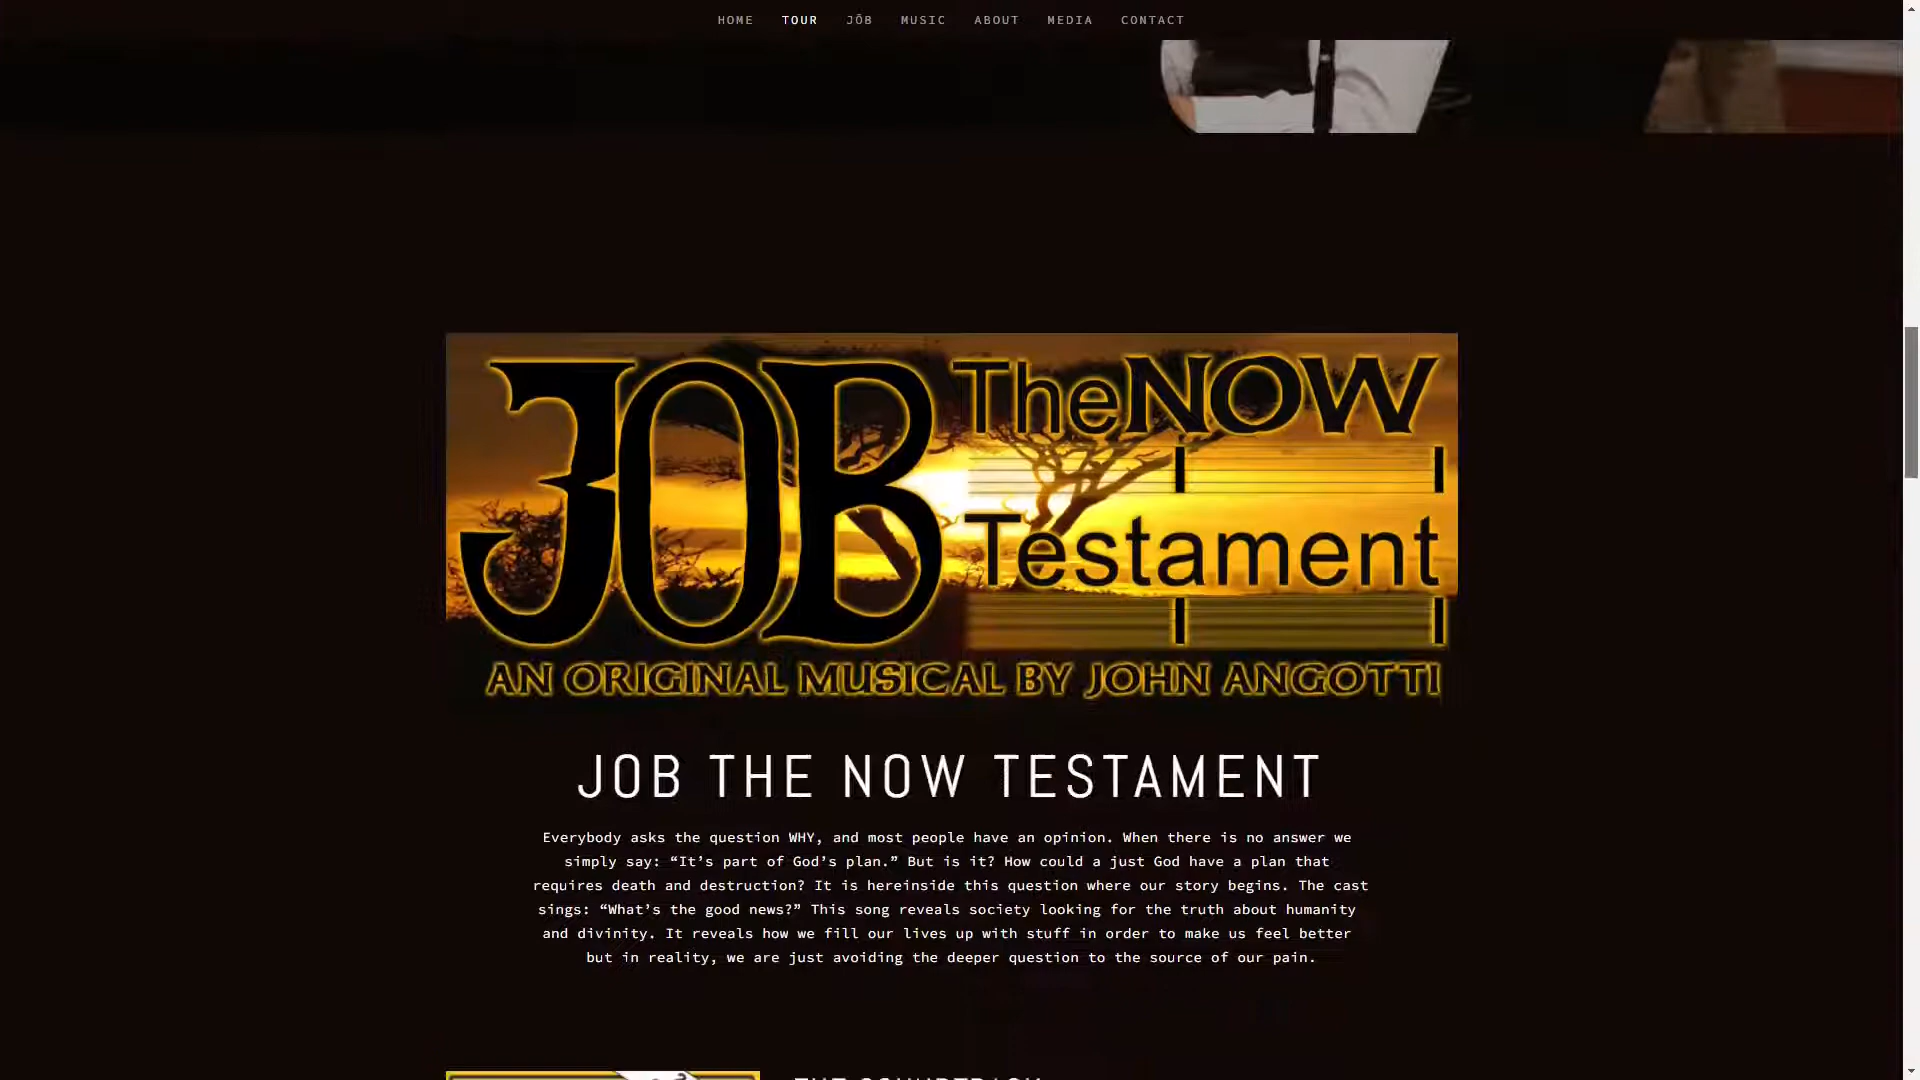 HOME TOUR JŌB MUSIC ABOUT MEDIA CONTACT
JOB The NOW
Testament
AN ORIGINAL MUSICAL BY JOHN ANGOTTI
JOB THE NOW TESTAMENT
Everybody asks the question WHY, and most people have an opinion. When there is no answer we
simply say: “It’s part of God’s plan.” But is it? How could a just God have a plan that
requires death and destruction? It is hereinside this question where our story begins. The cast
sings: “What’s the good news?” This song reveals society looking for the truth about humanity
and divinity. It reveals how we fill our lives up with stuff in order to make us feel better
but in reality, we are just avoiding the deeper question to the source of our pain.